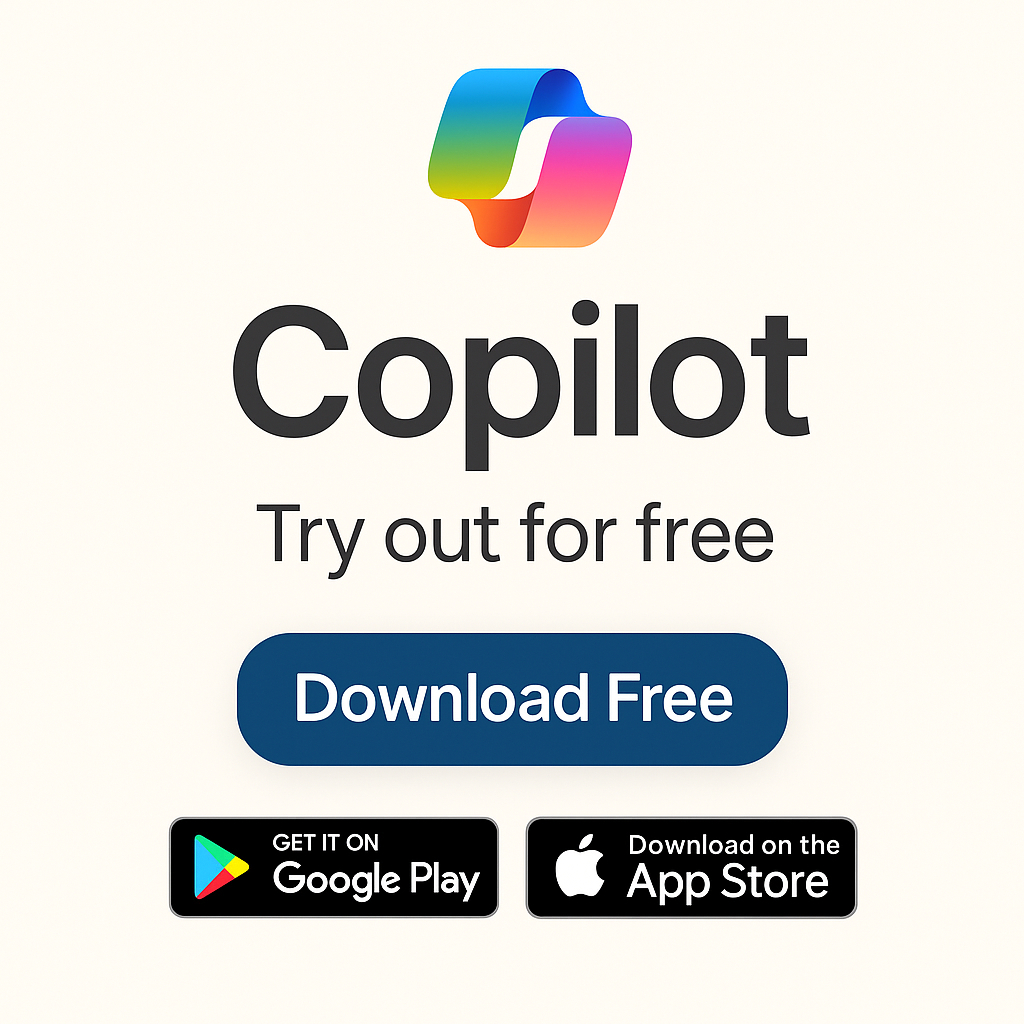 Copilot
Try out for free
Download Free
GET IT ON
Google Play
Download on the
App Store